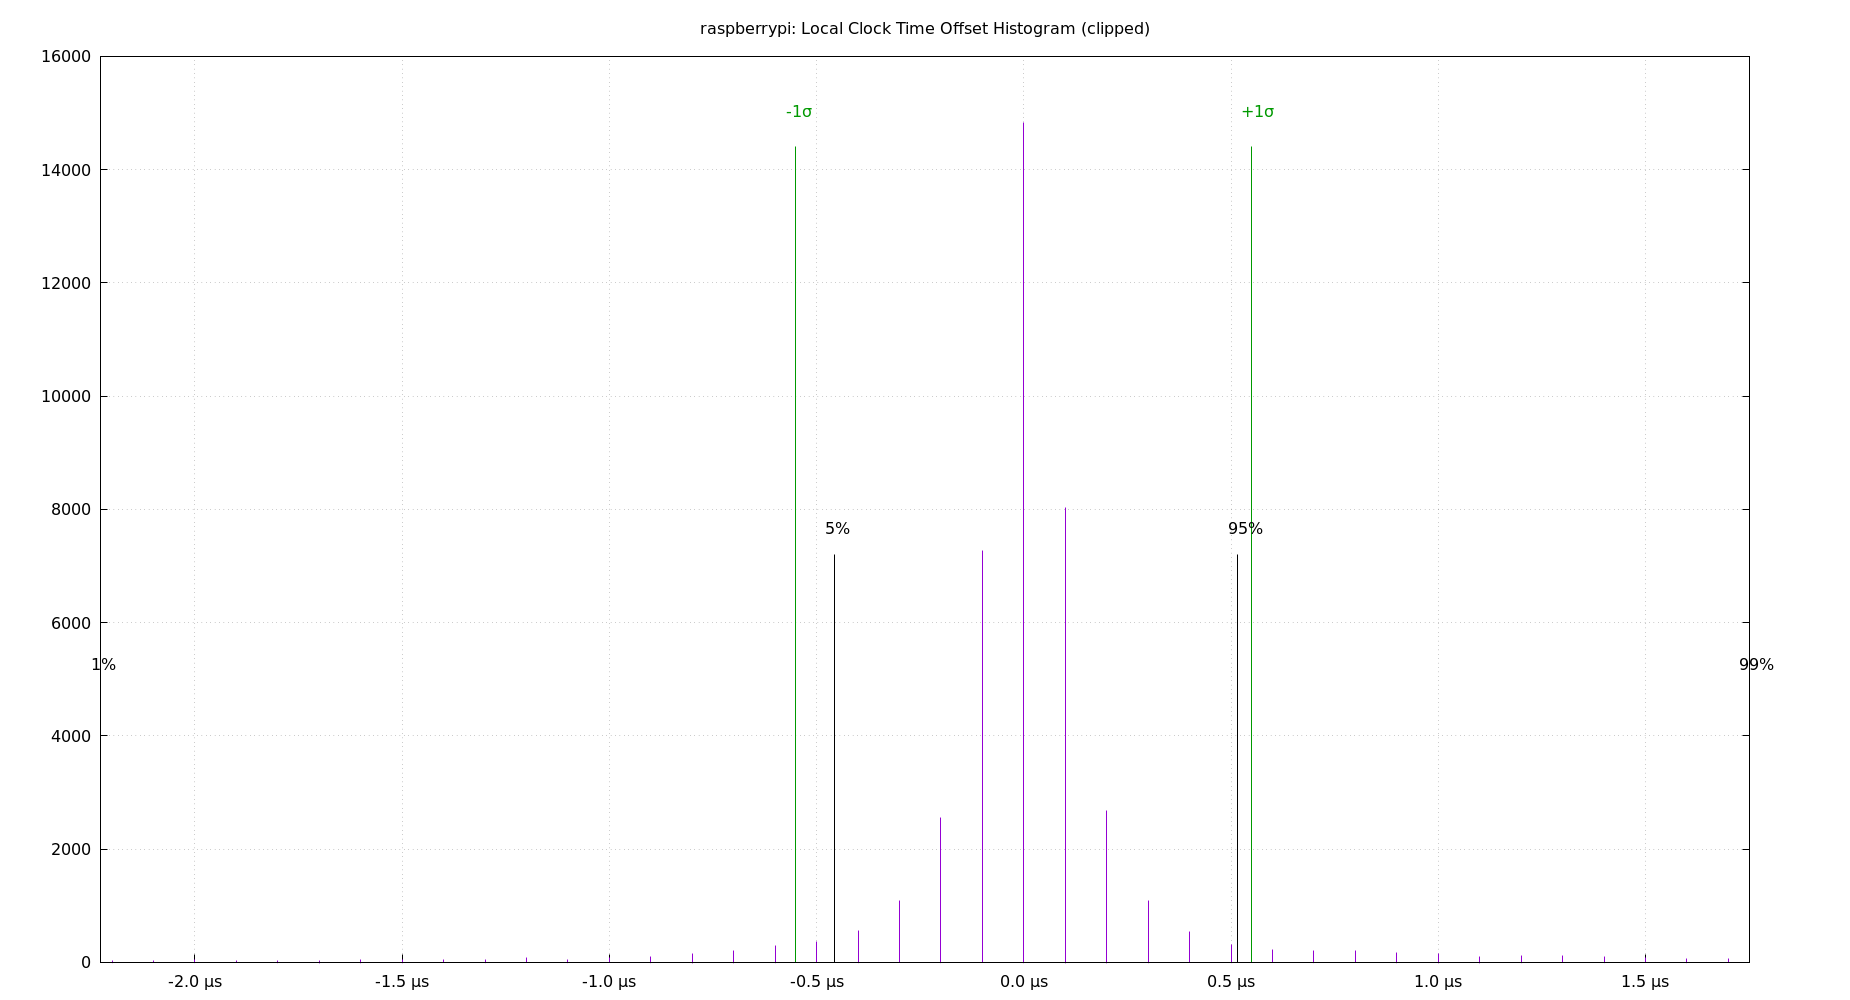 raspberrypi: Local Clock Time Offset Histogram (clipped)
16000
-1σ
+1σ
14000
12000
10000
8000
5%
95%
6000
1%
99%
4000
2000
0
-2.0 μs
-1.5 μs
-1.0 μs
-0.5 μs
0.0 μs
0.5 μs
1.0 μs
1.5 μs